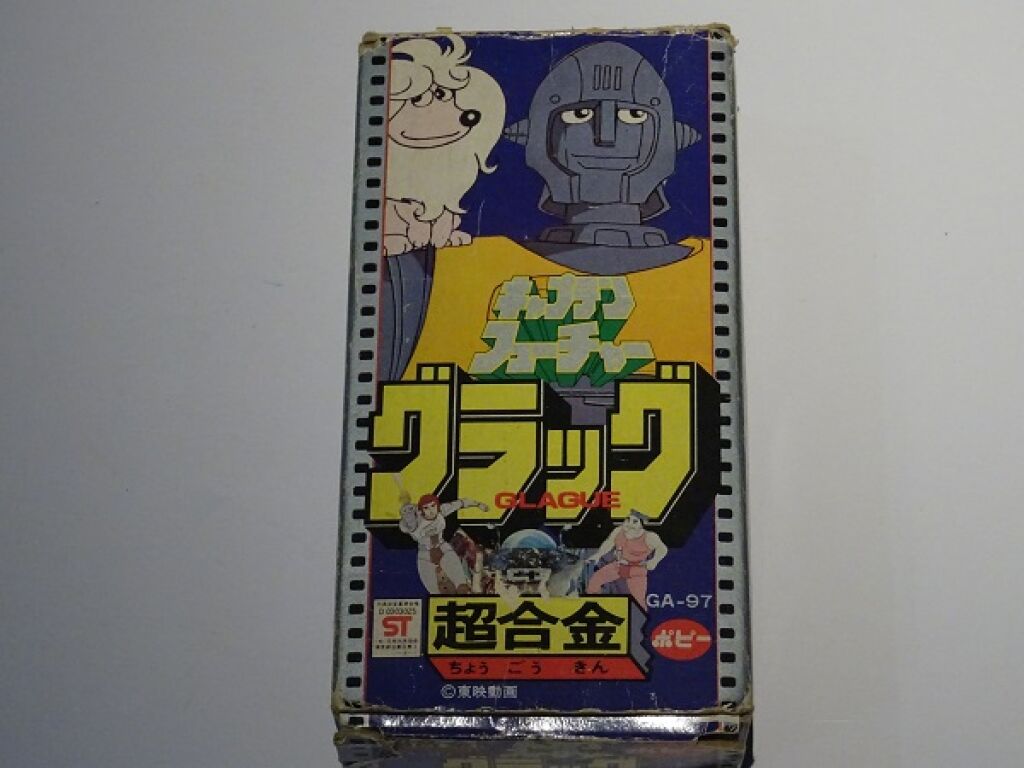 キャプテン
フューチャー
グラック
GLAGUE
GA-97
ST
超合金
ポピー
ちょう ごう きん
©東映動画